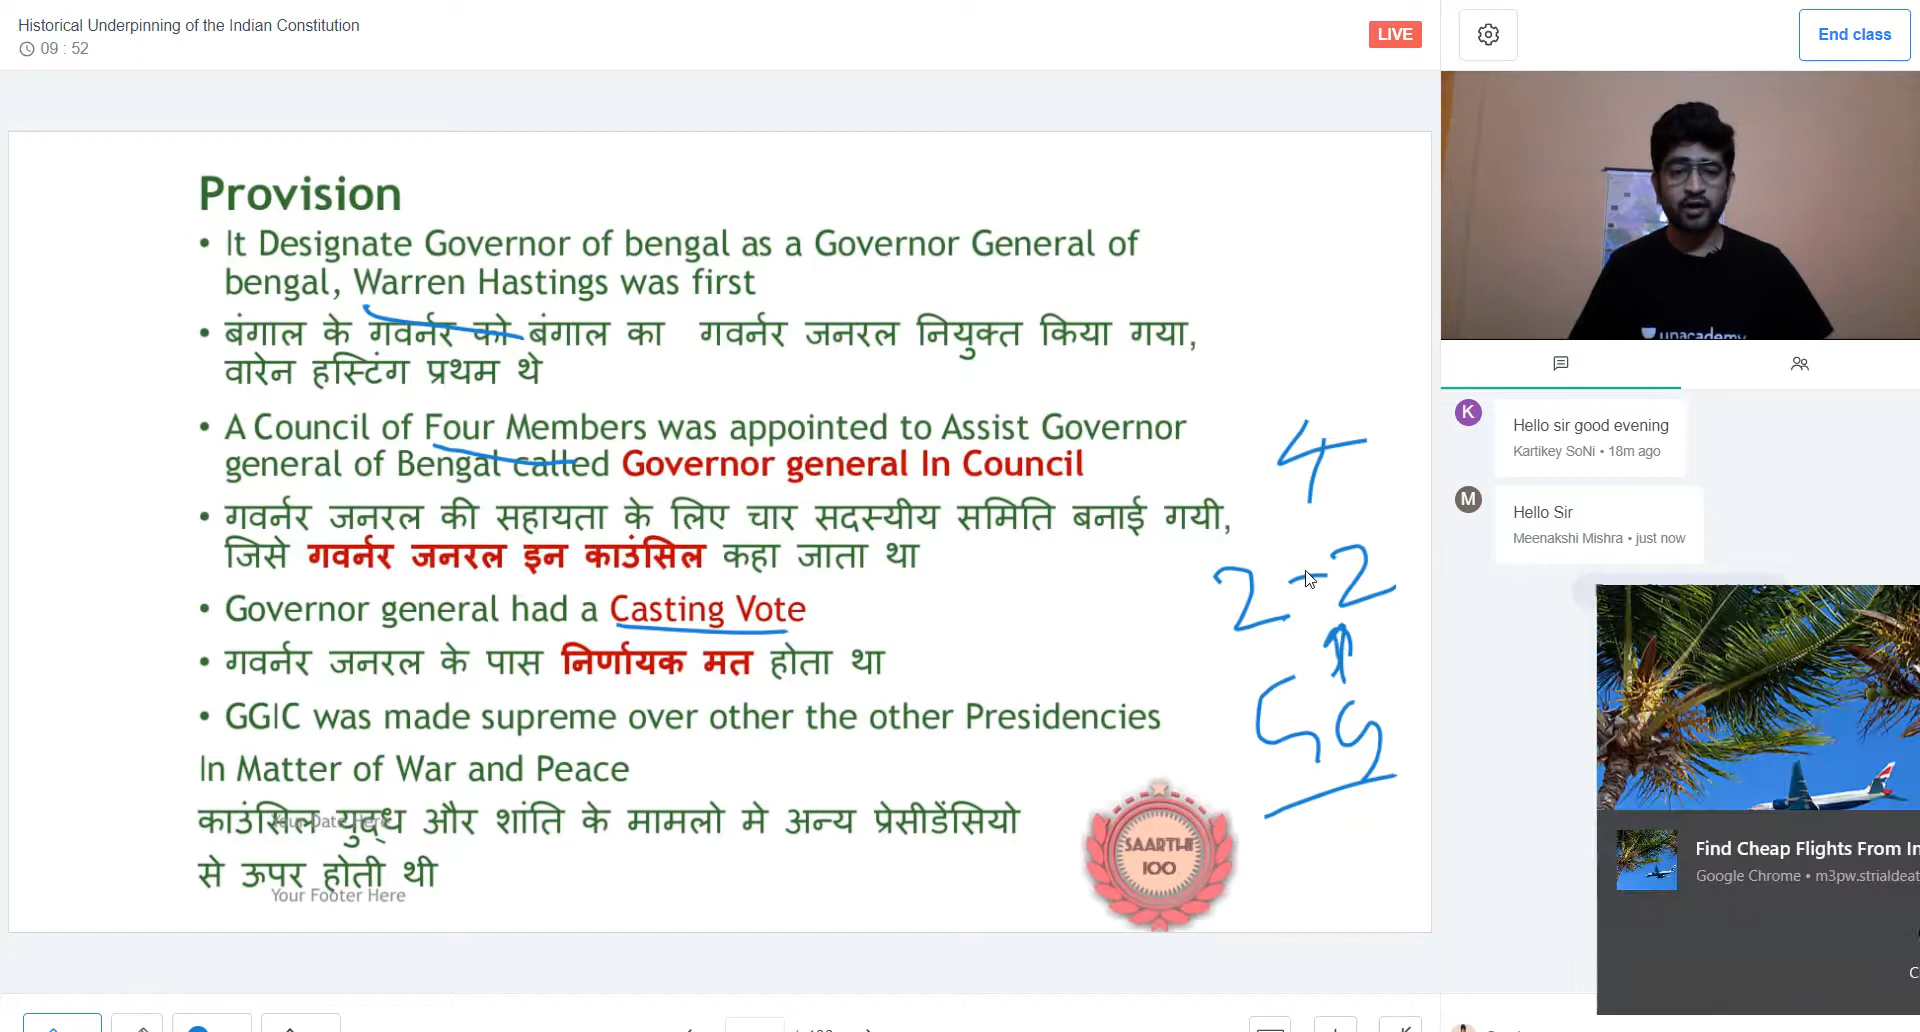 Historical Underpinning of the Indian Constitution
09 : 52
LIVE
End class
Provision
• It Designate Governor of bengal as a Governor General of
bengal, Warren Hastings was first
• बंगाल के गवर्नर को बंगाल का गवर्नर जनरल नियुक्त किया गया,
वारेन हस्टिंग प्रथम थे
• A Council of Four Members was appointed to Assist Governor
general of Bengal called Governor general In Council
• गवर्नर जनरल की सहायता के लिए चार सदस्यीय समिति बनाई गयी,
जिसे गवर्नर जनरल इन काउंसिल कहा जाता था
• Governor general had a Casting Vote
• गवर्नर जनरल के पास निर्णायक मत होता था
• GGIC was made supreme over other the other Presidencies
In Matter of War and Peace
काउंसिल युद्ध और शांति के मामलो मे अन्य प्रेसीडेंसियो
से ऊपर होती थी
Your Date Here
Your Footer Here
4
2-2
GG
SAARTHI
100
unacademy
K
Hello sir good evening
Kartikey SoNi • 18m ago
M
Hello Sir
Meenakshi Mishra • just now
Find Cheap Flights From
Google Chrome • m3pw.strialdeat